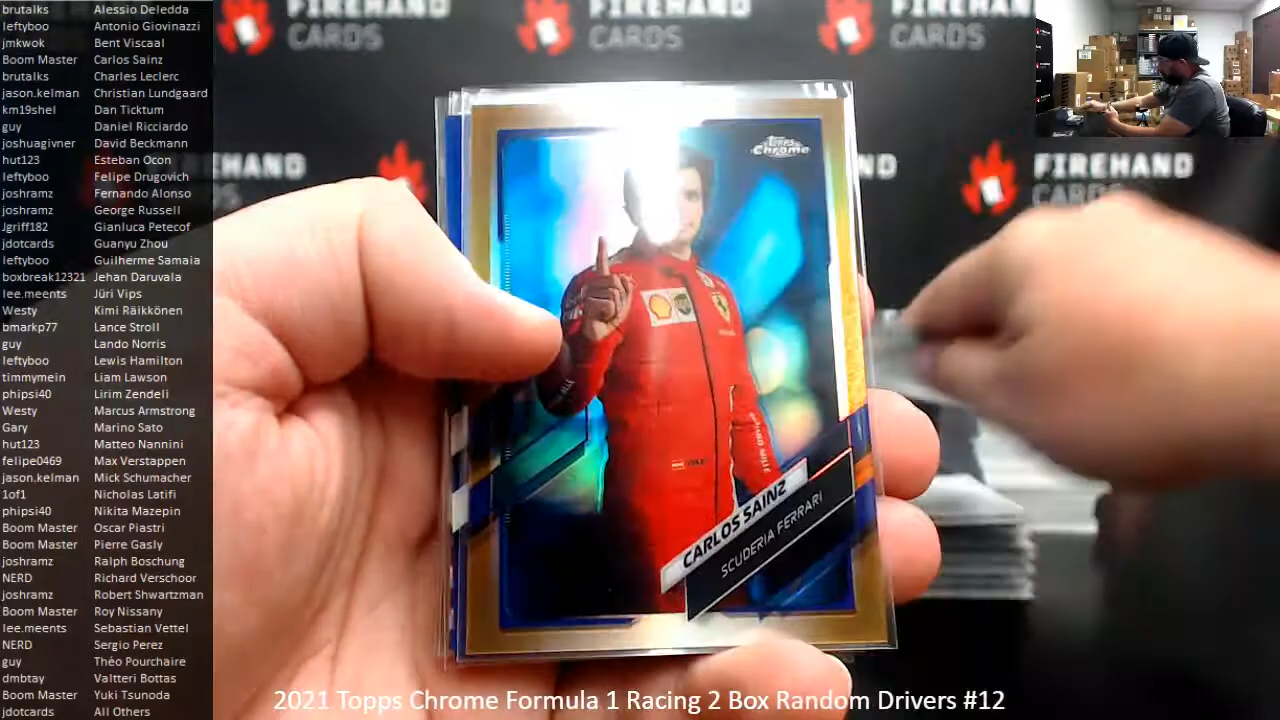 brutalks Alessio Deledda
leftyboo Antonio Giovinazzi
jmkwok Bent Viscaal
Boom Master Carlos Sainz
brutalks Charles Leclerc
jason.kelman Christian Lundgaard
km19shel Dan Ticktum
guy Daniel Ricciardo
joshuagivner David Beckmann
hut123 Esteban Ocon
leftyboo Felipe Drugovich
joshramz Fernando Alonso
joshramz George Russell
Jgriff182 Gianluca Petecof
jdotcards Guanyu Zhou
leftyboo Guilherme Samaia
boxbreak12321 Jehan Daruvala
lee.meents Jüri Vips
Westy Kimi Räikkönen
bmarkp77 Lance Stroll
guy Lando Norris
leftyboo Lewis Hamilton
timmymein Liam Lawson
phipsi40 Lirim Zendeli
Westy Marcus Armstrong
Gary Marino Sato
hut123 Matteo Nannini
felipe0469 Max Verstappen
jason.kelman Mick Schumacher
1of1 Nicholas Latifi
phipsi40 Nikita Mazepin
Boom Master Oscar Piastri
Boom Master Pierre Gasly
joshramz Ralph Boschung
NERD Richard Verschoor
joshramz Robert Shwartzman
Boom Master Roy Nissany
lee.meents Sebastian Vettel
NERD Sergio Perez
guy Théo Pourchaire
dmbtay Valtteri Bottas
Boom Master Yuki Tsunoda
jdotcards All Others
FIREHAND
CARDS
FIREHAND
CARDS
FIREHAN
CARDS
EHAND
ND
FIREHAND
CARDS
Topps
Chrome
CARLOS SAINZ
SCUDERIA FERRARI
2021 Topps Chrome Formula 1 Racing 2 Box Random Drivers #12